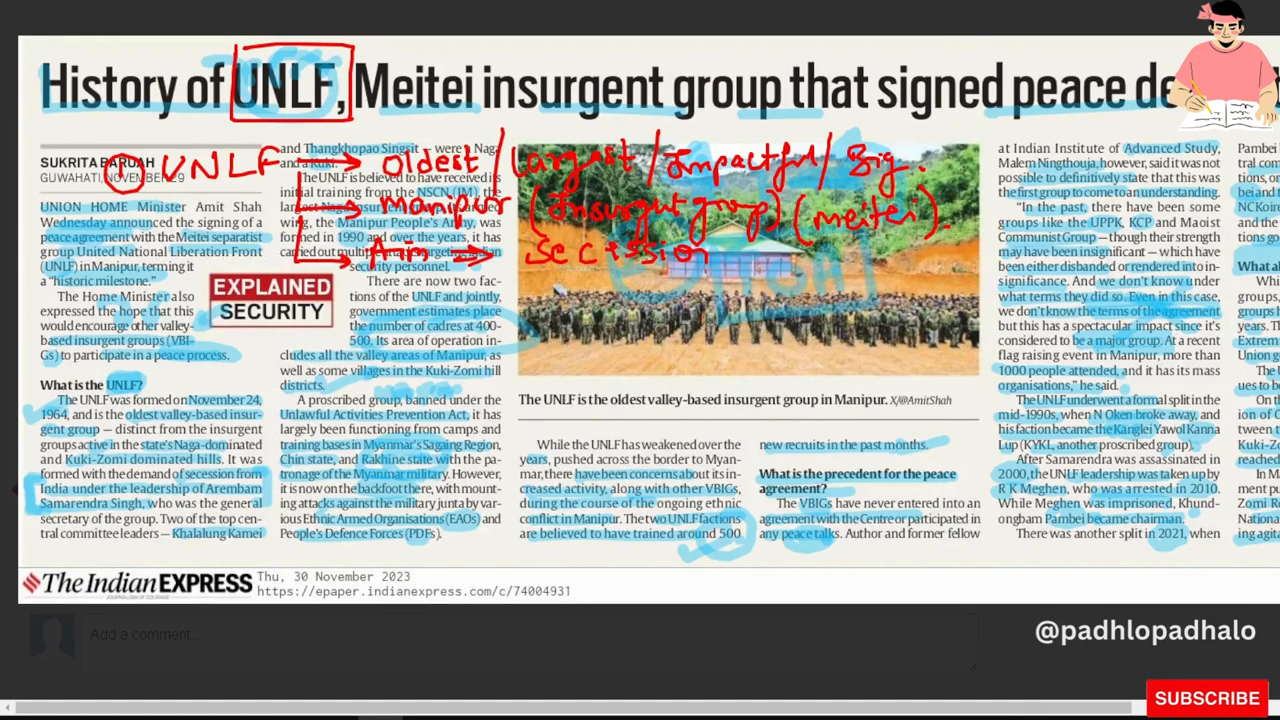 History of UNLF, Meitei insurgent group that signed peace de
SUKRITA BARUAH
GUWAHATI, NOVEMBER 29
UNION HOME Minister Amit Shah
Wednesday announced the signing of a
peace agreement with the Meitei separatist
group United National Liberation Front
(UNLF) in Manipur, terming it
a "historic milestone."
The Home Minister also
expressed the hope that this
would encourage other valley-
based insurgent groups (VBI-
Gs) to participate in a peace process.
What is the UNLF?
The UNLF was formed on November 24,
1964, and is the oldest valley-based insur-
gent group — distinct from the insurgent
groups active in the state's Naga-dominated
and Kuki-Zomi dominated hills. It was
formed with the demand of secession from
India under the leadership of Arembam
Samarendra Singh, who was the general
secretary of the group. Two of the top cen-
tral committee leaders — Khalalung Kamei
and Thangkhopao Singsit — were a Naga
and a Kuki.
The UNLF is believed to have received its
initial training from the NSCN (IM), the
largest Naga insurgent
wing, the Manipur People's Army, was
formed in 1990 and over the years, it has
carried out multiple targeting Indian
security personnel.
There are now two fac-
tions of the UNLF and jointly,
government estimates place
the number of cadres at 400-
500. Its area of operation in-
cludes all the valley areas of Manipur, as
well as some villages in the Kuki-Zomi hill
districts.
A proscribed group, banned under the
Unlawful Activities Prevention Act, it has
largely been functioning from camps and
training bases in Myanmar's Sagaing Region,
Chin state, and Rakhine state with the pa-
tronage of the Myanmar military. However,
it is now on the backfoot there, with mount-
ing attacks against the military junta by var-
ious Ethnic Armed Organisations (EAOs) and
People's Defence Forces (PDFs).
EXPLAINED
SECURITY
① UNLF → oldest / largest / Impactful / Big.
→ manipur (Insurgut group) (meitei).
→ Aim → Secission
The UNLF is the oldest valley-based insurgent group in Manipur. X/@AmitShah
While the UNLF has weakened over the
years, pushed across the border to Myan-
mar, there have been concerns about its in-
creased activity, along with other VBIGs,
during the course of the ongoing ethnic
conflict in Manipur. The two UNLF factions
are believed to have trained around 500
new recruits in the past months.
What is the precedent for the peace
agreement?
The VBIGs have never entered into an
agreement with the Centre or participated in
any peace talks. Author and former fellow
at Indian Institute of Advanced Study,
Malem Ningthouja, however, said it was not
possible to definitively state that this was
the first group to come to an understanding.
"In the past, there have been some
groups like the UPPK, KCP and Maoist
Communist Group — though their strength
may have been insignificant — which have
been either disbanded or rendered into in-
significance. And we don't know under
what terms they did so. Even in this case,
we don't know the terms of the agreement
but this has a spectacular impact since it's
considered to be a major group. At a recent
flag raising event in Manipur, more than
1000 people attended, and it has its mass
organisations," he said.
The UNLF underwent a formal split in the
mid-1990s, when N Oken broke away, and
his faction became the Kanglei Yawol Kanna
Lup (KYKL, another proscribed group).
After Samarendra was assassinated in
2000, the UNLF leadership was taken up by
R K Meghen, who was arrested in 2010.
While Meghen was imprisoned, Khund-
ongbam Pambei became chairman.
There was another split in 2021, when
The Indian EXPRESS
Thu, 30 November 2023
https://epaper.indianexpress.com/c/74004931
Add a comment...
@padhlopadhalo
SUBSCRIBE